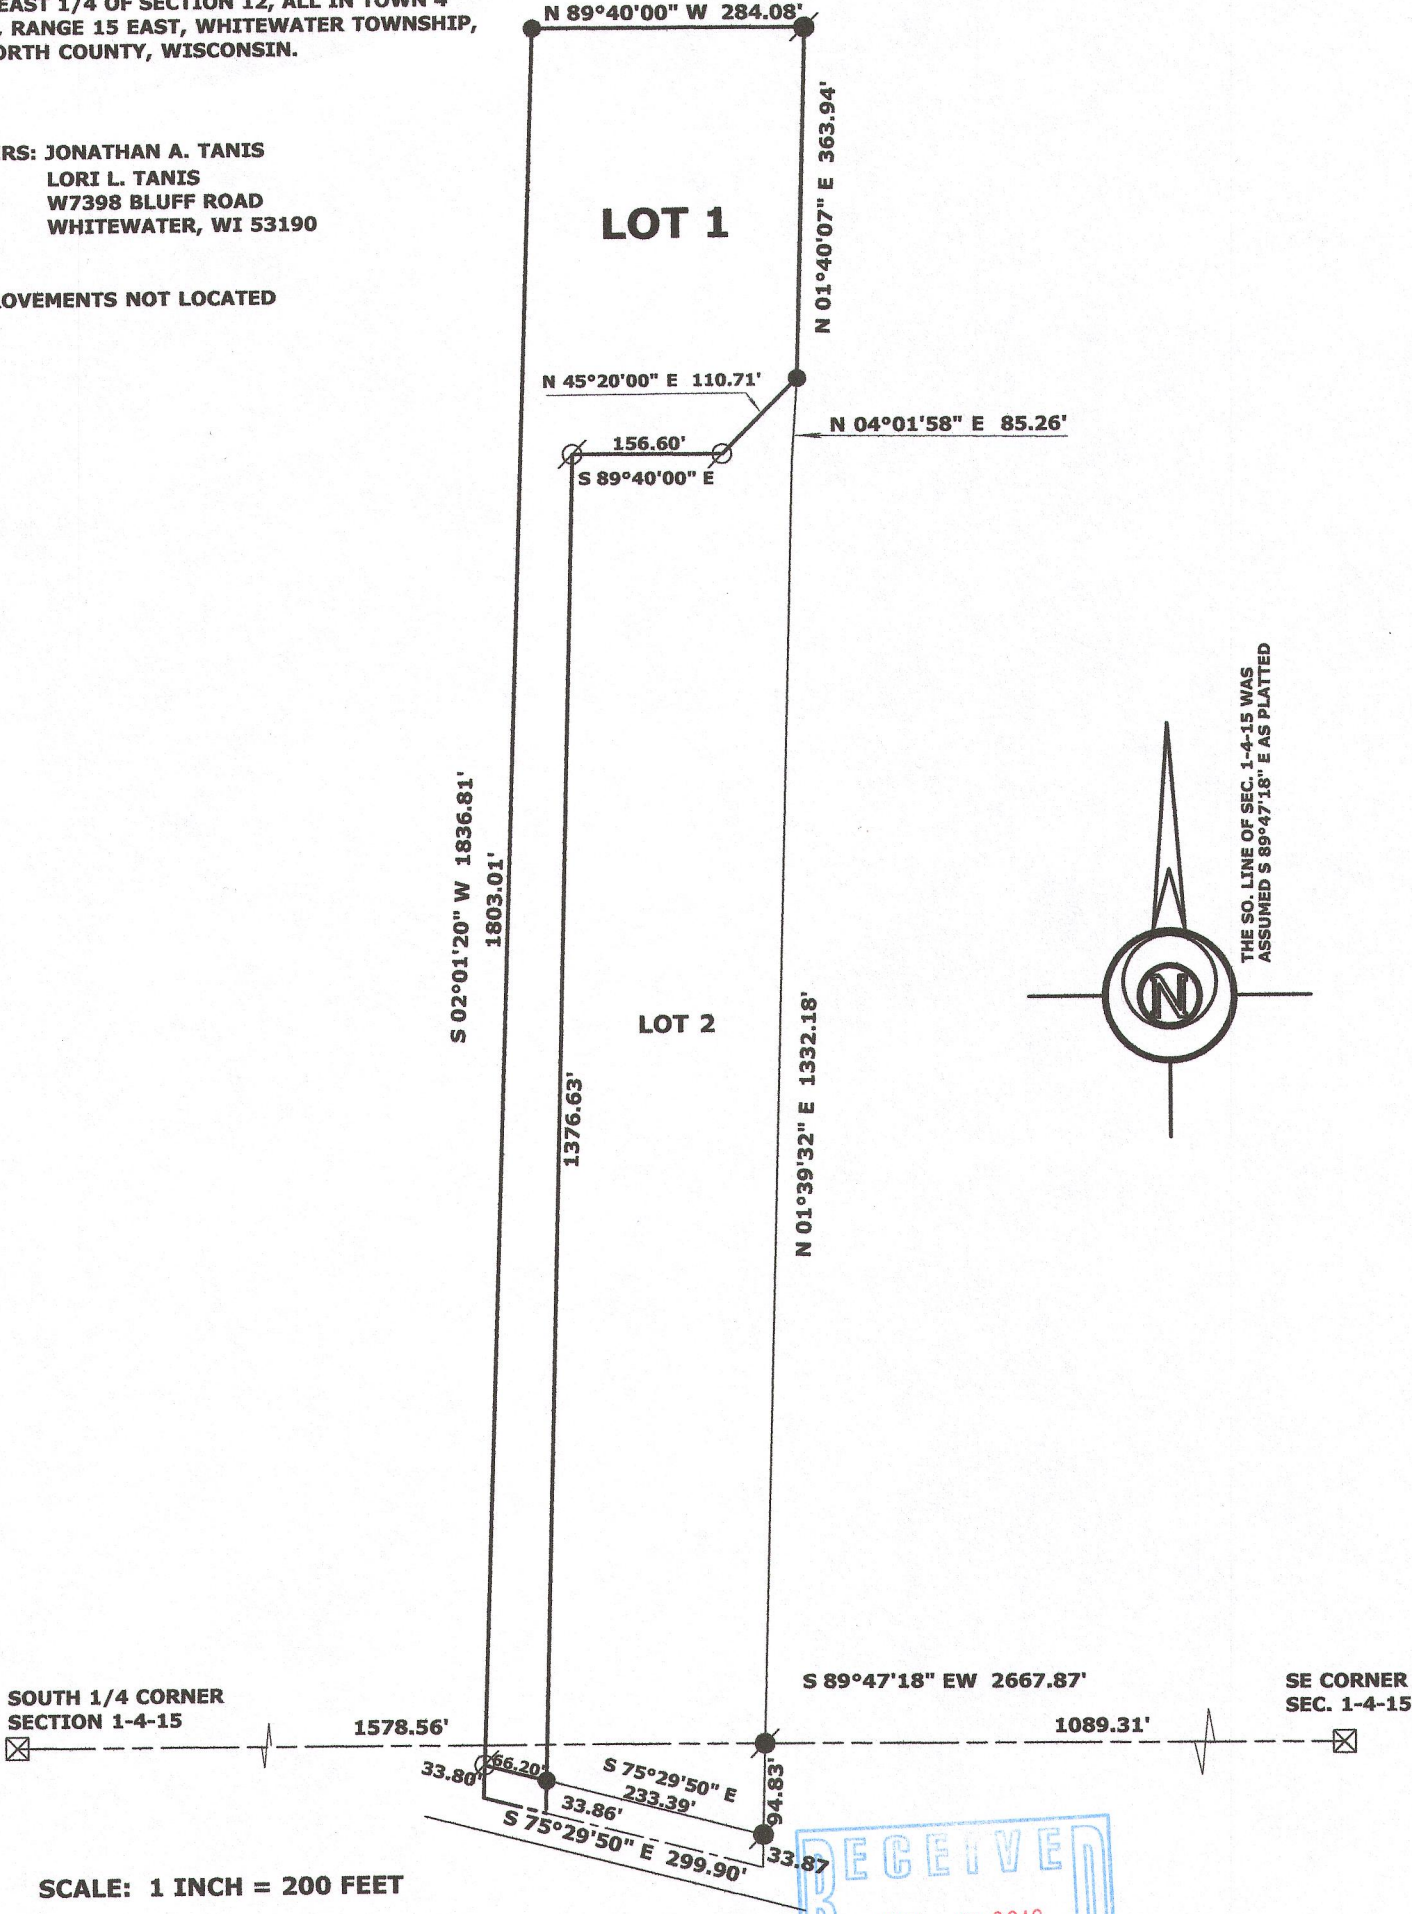 EAST 1/4 OF SECTION 12, ALL IN TOWN 4
, RANGE 15 EAST, WHITEWATER TOWNSHIP,
ORTH COUNTY, WISCONSIN.
RS: JONATHAN A. TANIS
LORI L. TANIS
W7398 BLUFF ROAD
WHITEWATER, WI 53190
OVEMENTS NOT LOCATED
N 89°40'00" W 284.08'
N 01°40'07" E 363.94'
LOT 1
N 45°20'00" E 110.71'
N 04°01'58" E 85.26'
156.60'
S 89°40'00" E
S 02°01'20" W 1836.81'
1803.01'
1376.63'
LOT 2
N 01°39'32" E 1332.18'
THE SO. LINE OF SEC. 1-4-15 WAS
ASSUMED S 89°47'18" E AS PLATTED
N
S 89°47'18" EW 2667.87'
SOUTH 1/4 CORNER
SECTION 1-4-15
SE CORNER
SEC. 1-4-15
1578.56'
1089.31'
33.80'
66.20'
S 75°29'50" E
233.39'
94.83'
33.86'
S 75°29'50" E 299.90'
33.87
RECEIVED
SCALE: 1 INCH = 200 FEET